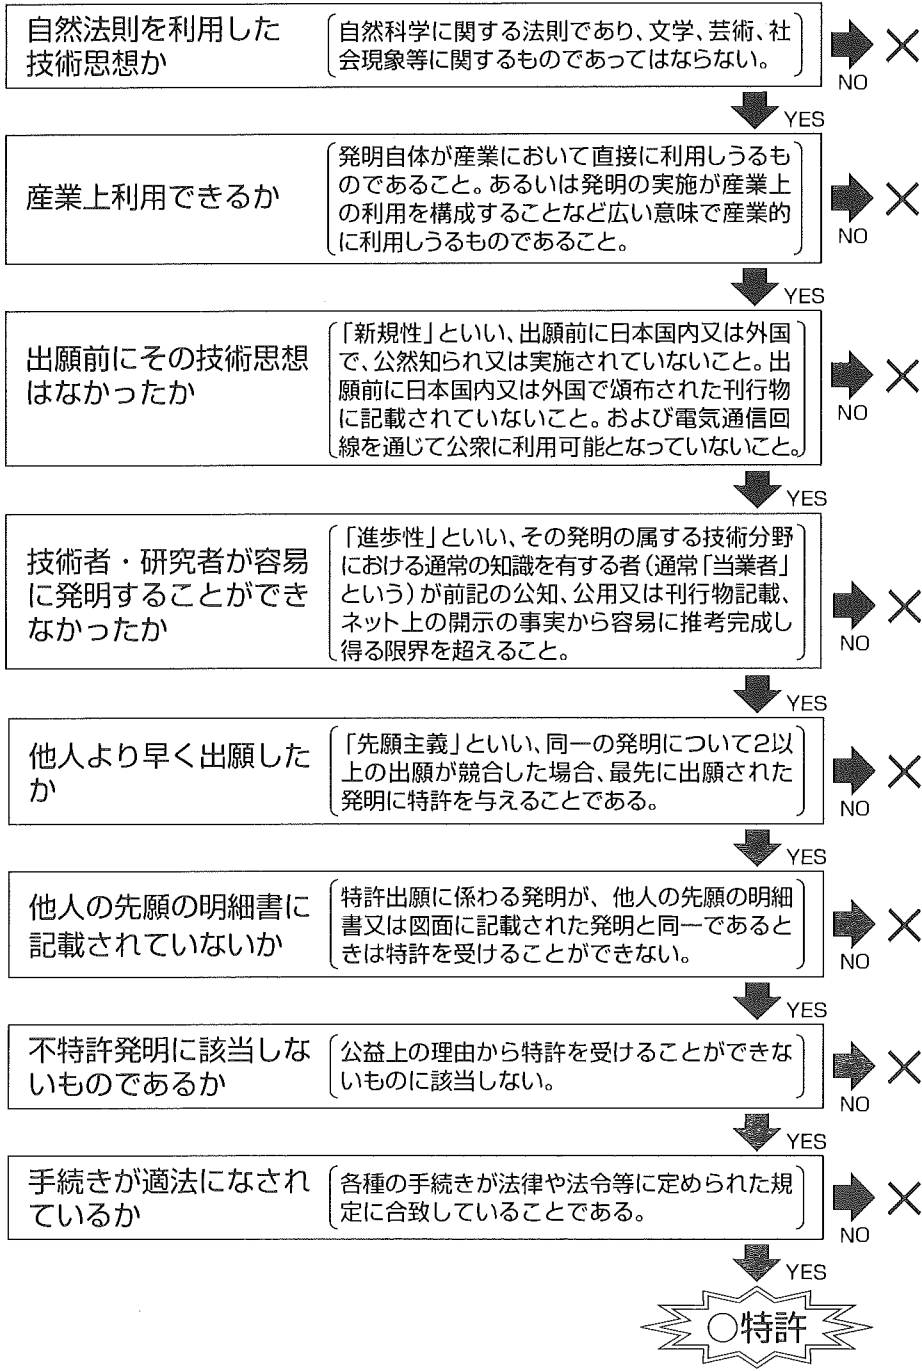 自然法則を利用した
技術思想か
自然科学に関する法則であり、文学、芸術、社
会現象等に関するものであってはならない。
NO
YES
産業上利用できるか
発明自体が産業において直接に利用しうるも
のであること。あるいは発明の実施が産業上
の利用を構成することなど広い意味で産業的
に利用しうるものであること。
NO
YES
出願前にその技術思想
はなかったか
「新規性」といい、出願前に日本国内又は外国
で、公然知られ又は実施されていないこと。出
願前に日本国内又は外国で頒布された刊行物
に記載されていないこと。および電気通信回
線を通じて公衆に利用可能となっていないこと。
NO
YES
技術者・研究者が容易
に発明することができ
なかったか
「進歩性」といい、その発明の属する技術分野
における通常の知識を有する者(通常「当業者」
という)が前記の公知、公用又は刊行物記載、
ネット上の開示の事実から容易に推考完成し
得る限界を超えること。
NO
YES
他人より早く出願した
か
「先願主義」といい、同一の発明について2以
上の出願が競合した場合、最先に出願された
発明に特許を与えることである。
NO
YES
他人の先願の明細書に
記載されていないか
特許出願に係わる発明が、他人の先願の明細
書又は図面に記載された発明と同一であると
きは特許を受けることができない。
NO
YES
不特許発明に該当しな
いものであるか
公益上の理由から特許を受けることができな
いものに該当しない。
NO
YES
手続きが適法になされ
ているか
各種の手続きが法律や法令等に定められた規
定に合致していることである。
NO
YES
○特許